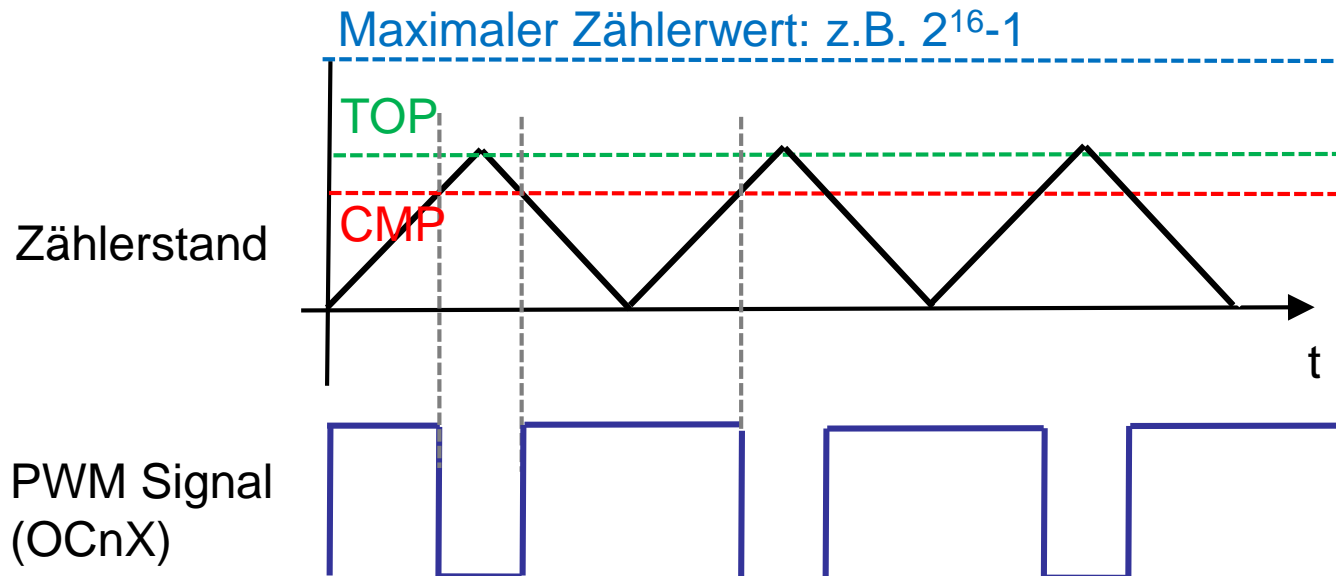 Maximaler Zählerwert: z.B. 2¹⁶-1
TOP
CMP
Zählerstand
t
PWM Signal
(OCnX)